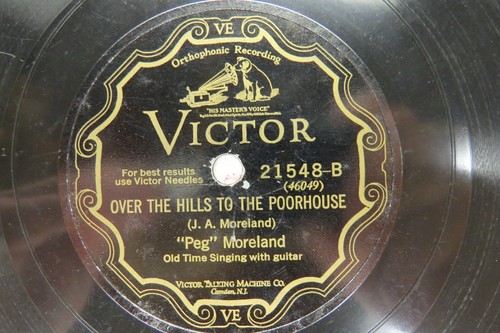 VE
Orthophonic Recording
"HIS MASTER'S VOICE"
VICTOR
For best results
use Victor Needles
21548-B
(46049)
OVER THE HILLS TO THE POORHOUSE
(J. A. Moreland)
"Peg" Moreland
Old Time Singing with guitar
VICTOR TALKING MACHINE CO.
Camden, N.J.
VE